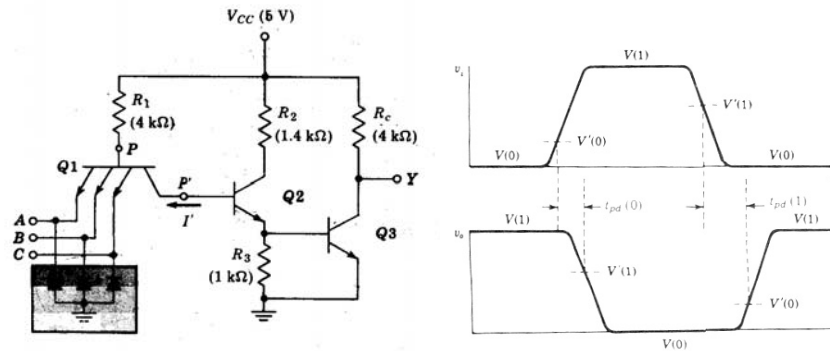 V_CC (5 V)
R_1
(4 kΩ)
P
R_2
(1.4 kΩ)
R_c
(4 kΩ)
Q1
P'
Q2
Y
I'
A
B
C
Q3
R_3
(1 kΩ)
V(1)
v_i
V'(1)
V'(0)
V(0)
V(0)
t_pd(0)
t_pd(1)
V(1)
V(1)
v_o
V'(1)
V'(0)
V(0)